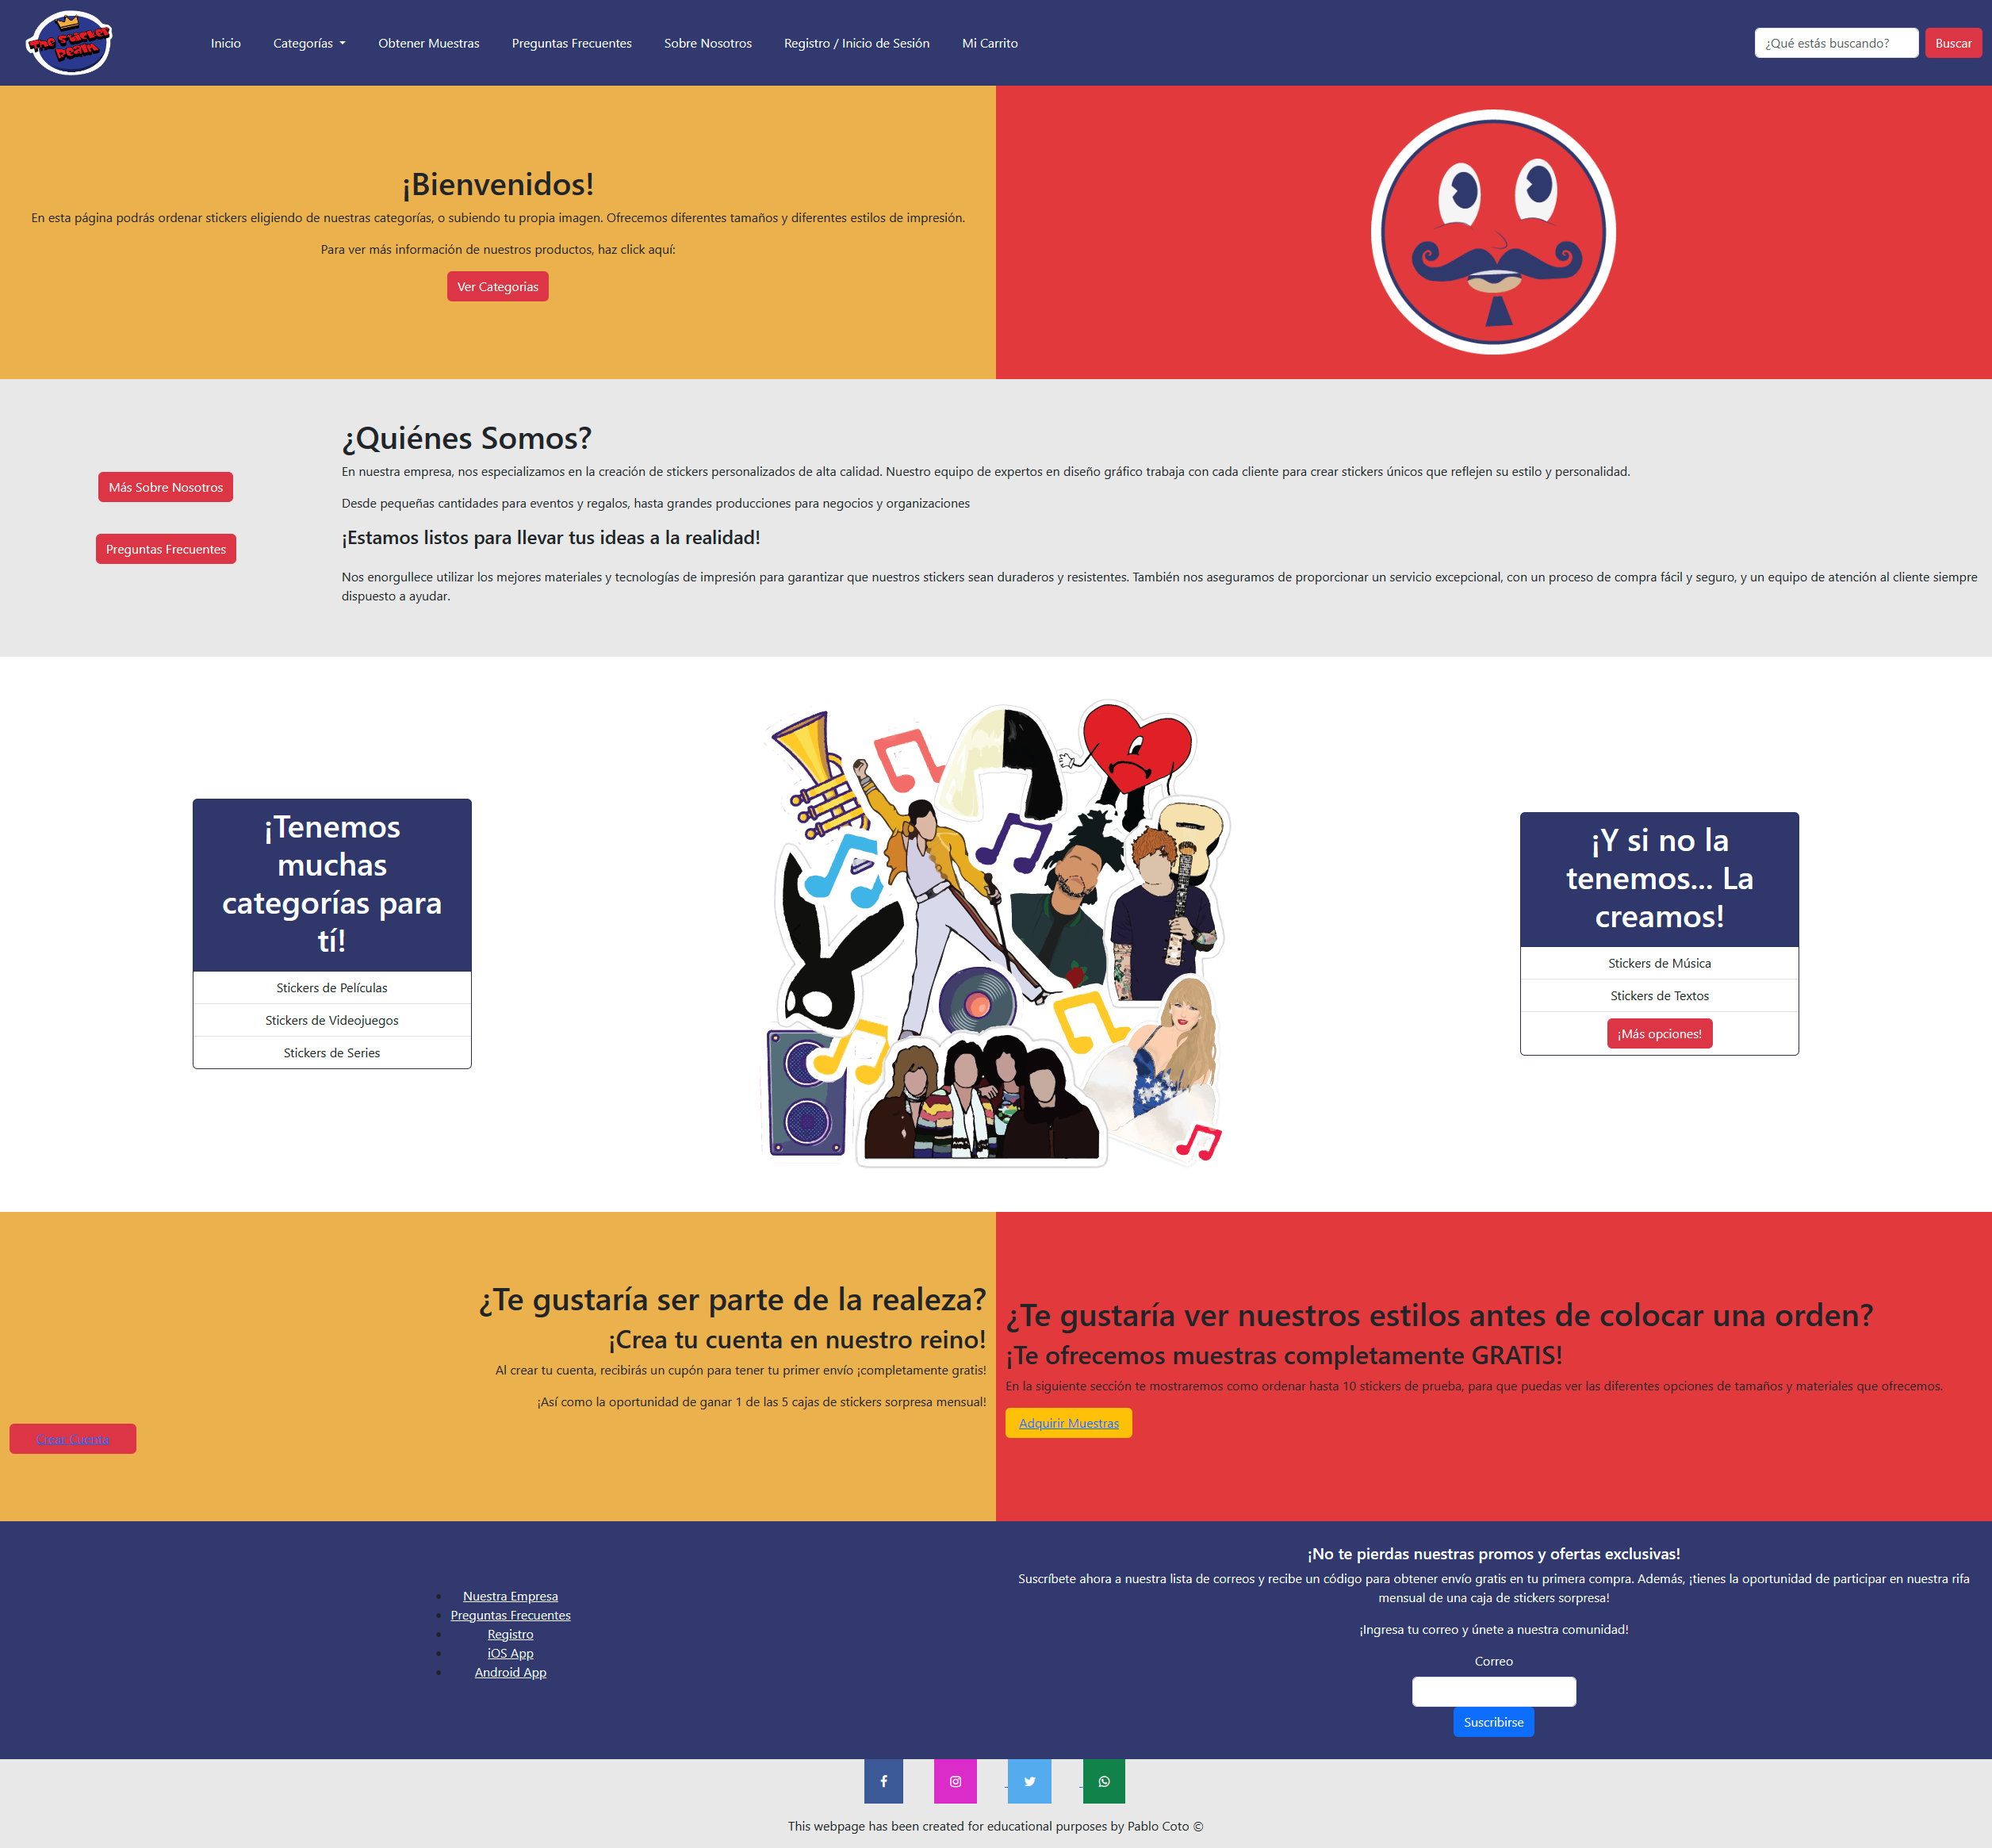 The Sticker
Realm
Inicio
Categorías
Obtener Muestras
Preguntas Frecuentes
Sobre Nosotros
Registro / Inicio de Sesión
Mi Carrito
¿Qué estás buscando?
Buscar
¡Bienvenidos!
En esta página podrás ordenar stickers eligiendo de nuestras categorías, o subiendo tu propia imagen. Ofrecemos diferentes tamaños y diferentes estilos de impresión.
Para ver más información de nuestros productos, haz click aquí:
Ver Categorias
Más Sobre Nosotros
Preguntas Frecuentes
¿Quiénes Somos?
En nuestra empresa, nos especializamos en la creación de stickers personalizados de alta calidad. Nuestro equipo de expertos en diseño gráfico trabaja con cada cliente para crear stickers únicos que reflejen su estilo y personalidad.
Desde pequeñas cantidades para eventos y regalos, hasta grandes producciones para negocios y organizaciones
¡Estamos listos para llevar tus ideas a la realidad!
Nos enorgullece utilizar los mejores materiales y tecnologías de impresión para garantizar que nuestros stickers sean duraderos y resistentes. También nos aseguramos de proporcionar un servicio excepcional, con un proceso de compra fácil y seguro, y un equipo de atención al cliente siempre
dispuesto a ayudar.
¡Tenemos
muchas
categorías para
tí!
Stickers de Películas
Stickers de Videojuegos
Stickers de Series
¡Y si no la
tenemos... La
creamos!
Stickers de Música
Stickers de Textos
¡Más opciones!
¿Te gustaría ser parte de la realeza?
¡Crea tu cuenta en nuestro reino!
Al crear tu cuenta, recibirás un cupón para tener tu primer envío ¡completamente gratis!
¡Así como la oportunidad de ganar 1 de las 5 cajas de stickers sorpresa mensual!
Crear Cuenta
¿Te gustaría ver nuestros estilos antes de colocar una orden?
¡Te ofrecemos muestras completamente GRATIS!
En la siguiente sección te mostraremos como ordenar hasta 10 stickers de prueba, para que puedas ver las diferentes opciones de tamaños y materiales que ofrecemos.
Adquirir Muestras
Nuestra Empresa
Preguntas Frecuentes
Registro
iOS App
Android App
¡No te pierdas nuestras promos y ofertas exclusivas!
Suscríbete ahora a nuestra lista de correos y recibe un código para obtener envío gratis en tu primera compra. Además, ¡tienes la oportunidad de participar en nuestra rifa
mensual de una caja de stickers sorpresa!
¡Ingresa tu correo y únete a nuestra comunidad!
Correo
Suscribirse
This webpage has been created for educational purposes by Pablo Coto ©